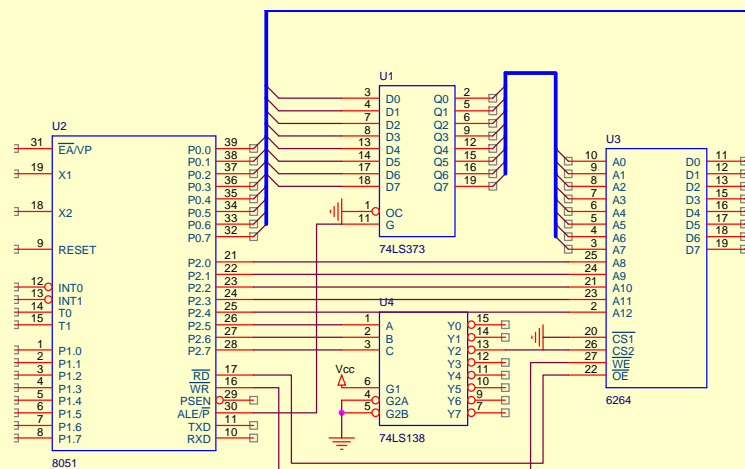 U2
31 EA/VP P0.0 39
P0.1 38
19 X1 P0.2 37
P0.3 36
P0.4 35
18 X2 P0.5 34
P0.6 33
P0.7 32
9 RESET
P2.0 21
P2.1 22
12 INT0 P2.2 23
13 INT1 P2.3 24
14 T0 P2.4 25
15 T1 P2.5 26
P2.6 27
1 P1.0 P2.7 28
2 P1.1
3 P1.2 RD 17
4 P1.3 WR 16
5 P1.4 PSEN 29
6 P1.5 ALE/P 30
7 P1.6 TXD 11
8 P1.7 RXD 10
8051
U1
3 D0 Q0 2
4 D1 Q1 5
7 D2 Q2 6
8 D3 Q3 9
13 D4 Q4 12
14 D5 Q5 15
17 D6 Q6 16
18 D7 Q7 19
1 OC
11 G
74LS373
U4
1 A Y0 15
2 B Y1 14
3 C Y2 13
Y3 12
Vcc Y4 11
6 G1 Y5 10
4 G2A Y6 9
5 G2B Y7 7
74LS138
U3
10 A0 D0 11
9 A1 D1 12
8 A2 D2 13
7 A3 D3 15
6 A4 D4 16
5 A5 D5 17
4 A6 D6 18
3 A7 D7 19
25 A8
24 A9
21 A10
23 A11
2 A12
20 CS1
26 CS2
27 WE
22 OE
6264